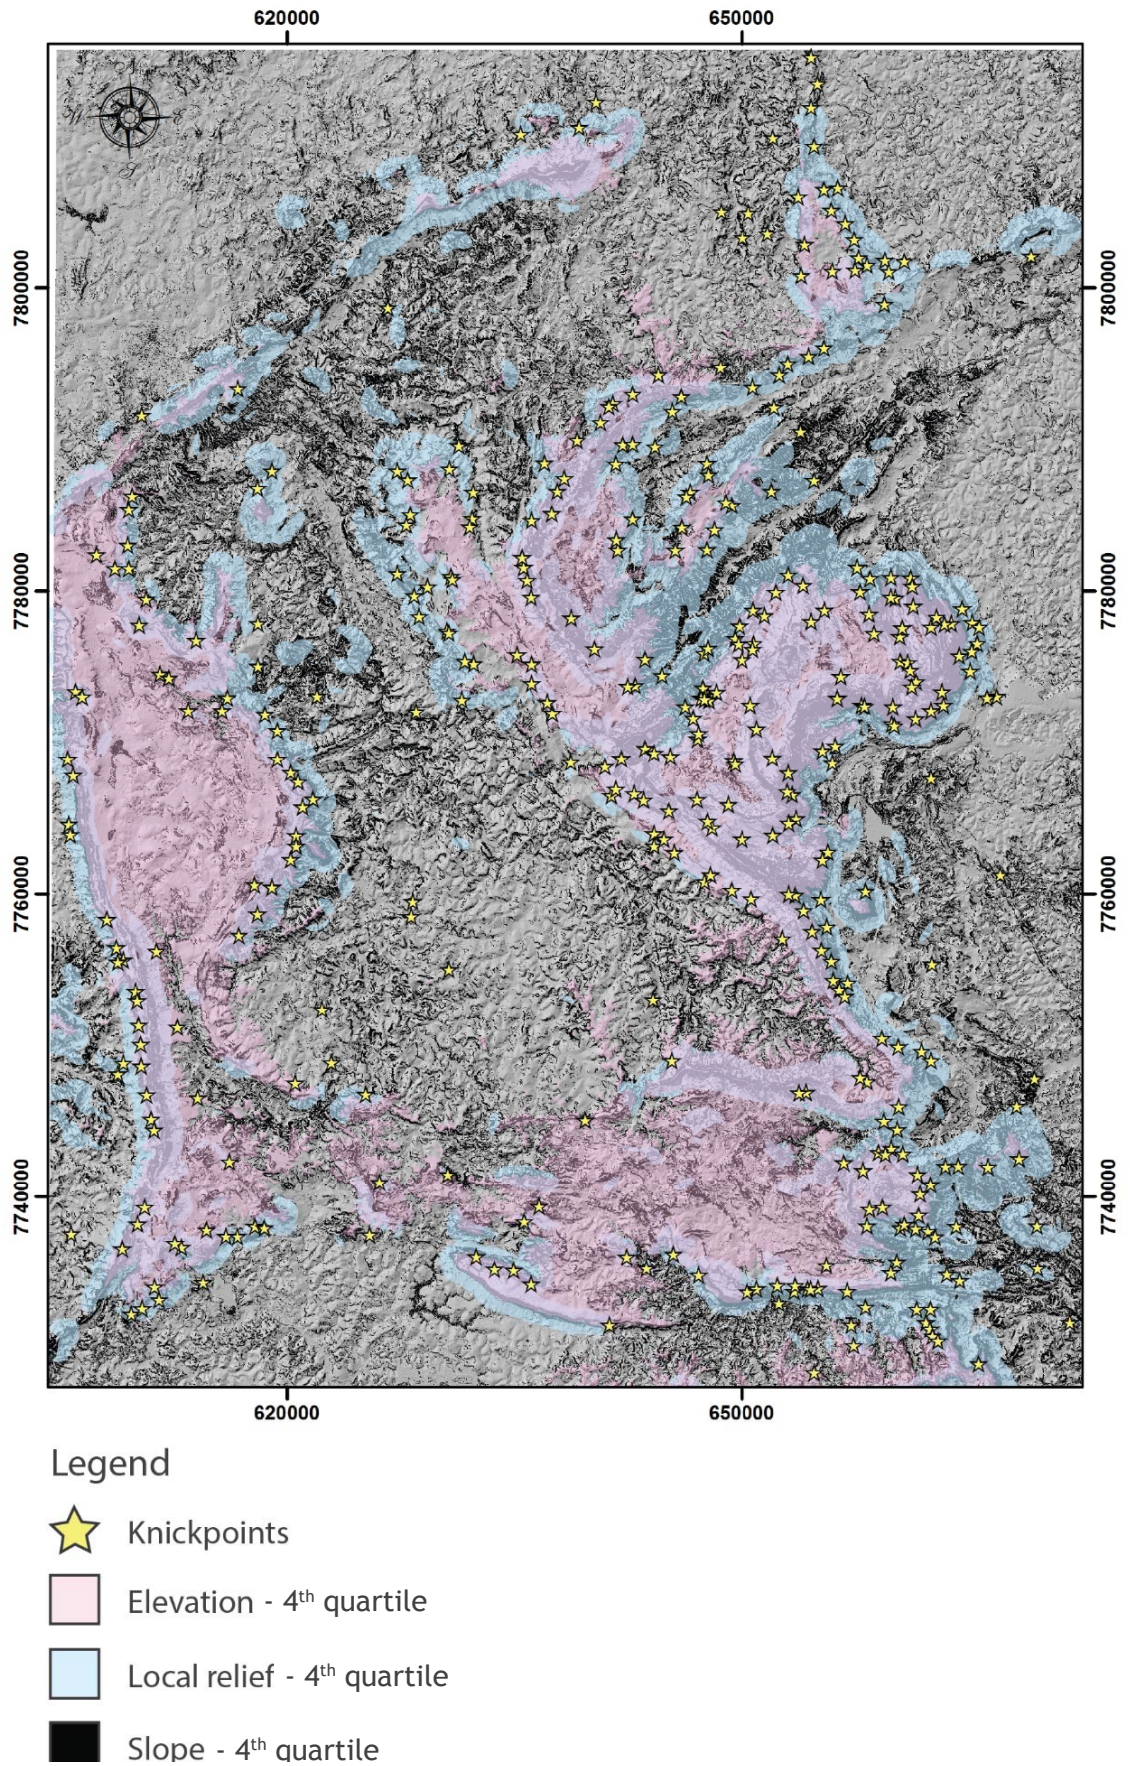 620000 650000
7800000 7800000
7780000 7780000
7760000 7760000
7740000 7740000
620000 650000
Legend
Knickpoints
Elevation - 4th quartile
Local relief - 4th quartile
Slope - 4th quartile